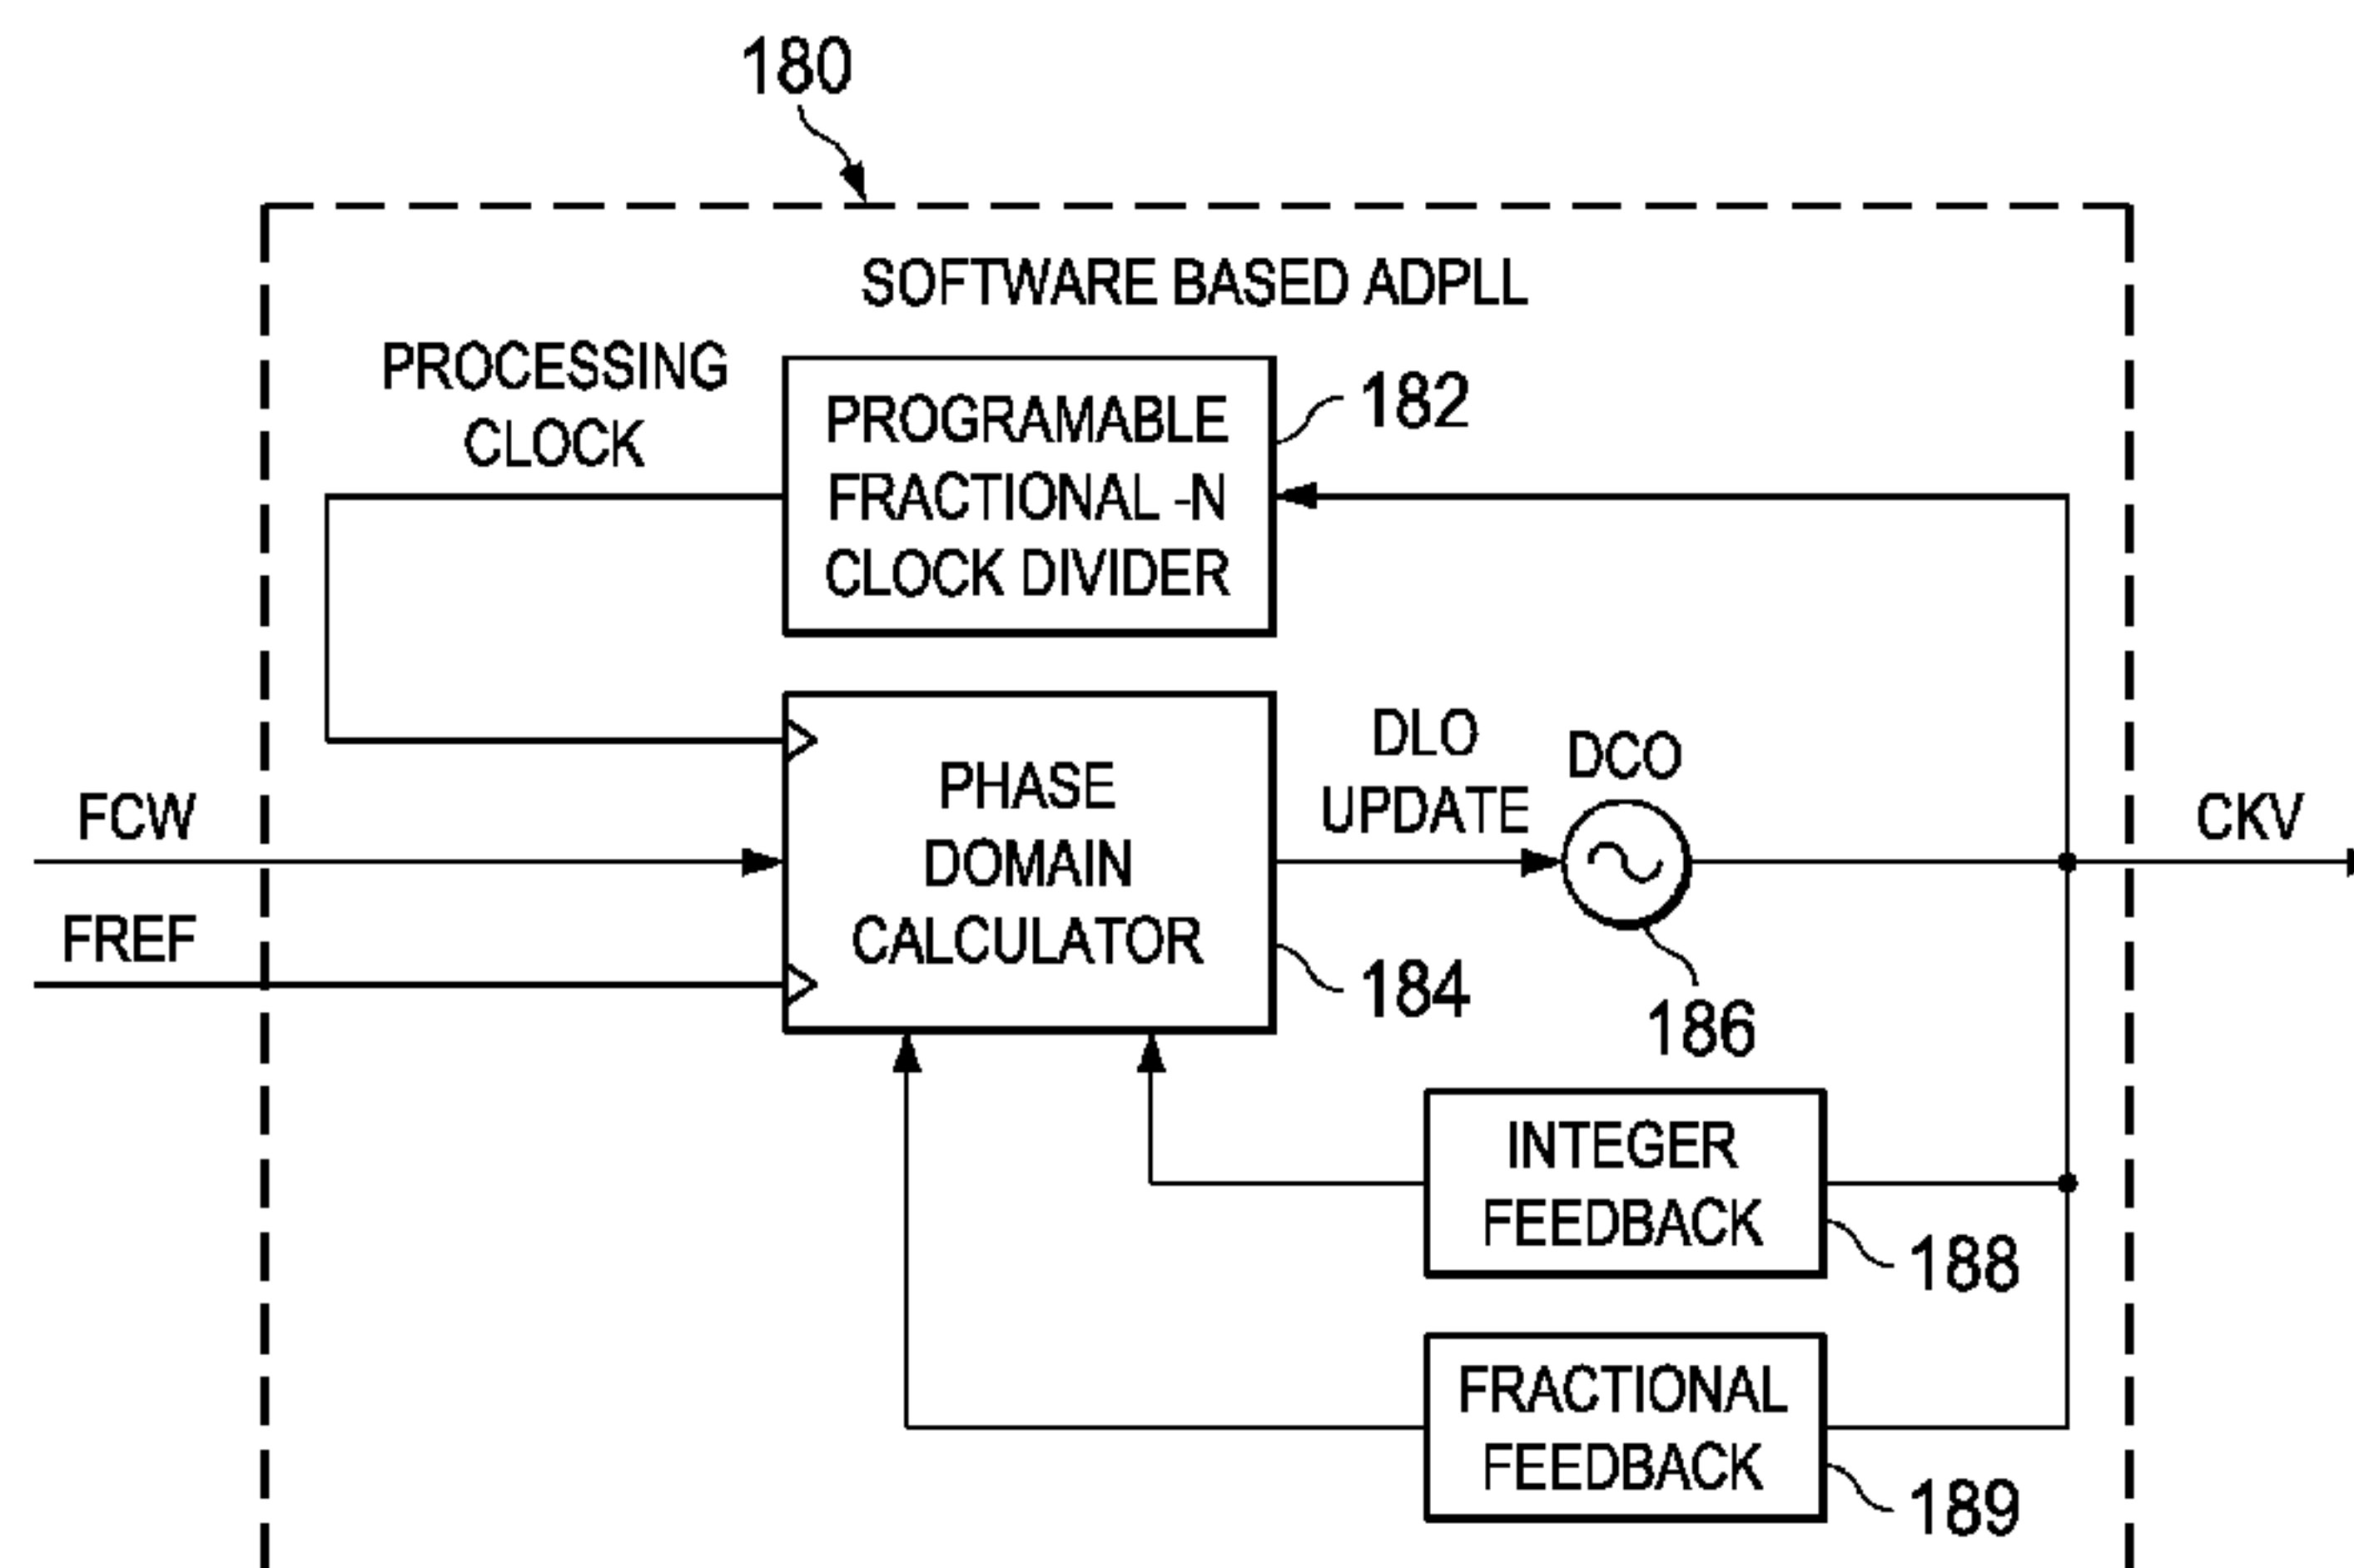 180
SOFTWARE BASED ADPLL
PROCESSING
CLOCK
PROGRAMABLE
FRACTIONAL -N
CLOCK DIVIDER
182
FCW
FREF
PHASE
DOMAIN
CALCULATOR
184
DLO
UPDATE
DCO
186
CKV
INTEGER
FEEDBACK
188
FRACTIONAL
FEEDBACK
189